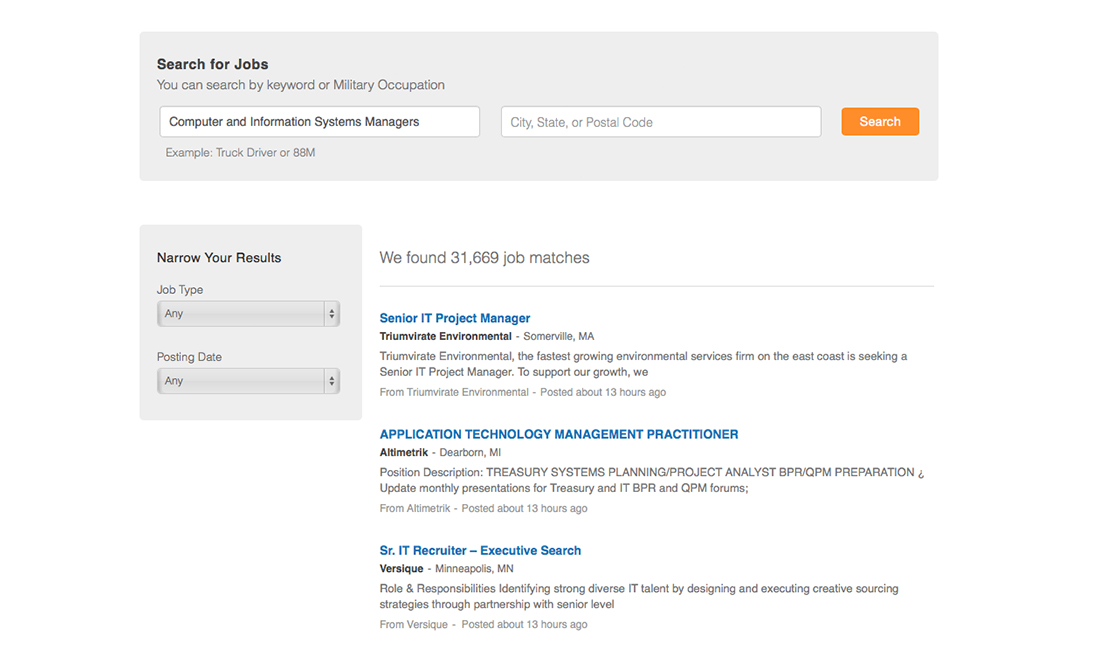 Search for Jobs
You can search by keyword or Military Occupation
Computer and Information Systems Managers
City, State, or Postal Code
Search
Example: Truck Driver or 88M
Narrow Your Results
Job Type
Any
Posting Date
Any
We found 31,669 job matches
Senior IT Project Manager
Triumvirate Environmental - Somerville, MA
Triumvirate Environmental, the fastest growing environmental services firm on the east coast is seeking a
Senior IT Project Manager. To support our growth, we
From Triumvirate Environmental - Posted about 13 hours ago
APPLICATION TECHNOLOGY MANAGEMENT PRACTITIONER
Altimetrik - Dearborn, MI
Position Description: TREASURY SYSTEMS PLANNING/PROJECT ANALYST BPR/QPM PREPARATION ¿
Update monthly presentations for Treasury and IT BPR and QPM forums;
From Altimetrik - Posted about 13 hours ago
Sr. IT Recruiter – Executive Search
Versique - Minneapolis, MN
Role & Responsibilities Identifying strong diverse IT talent by designing and executing creative sourcing
strategies through partnership with senior level
From Versique - Posted about 13 hours ago